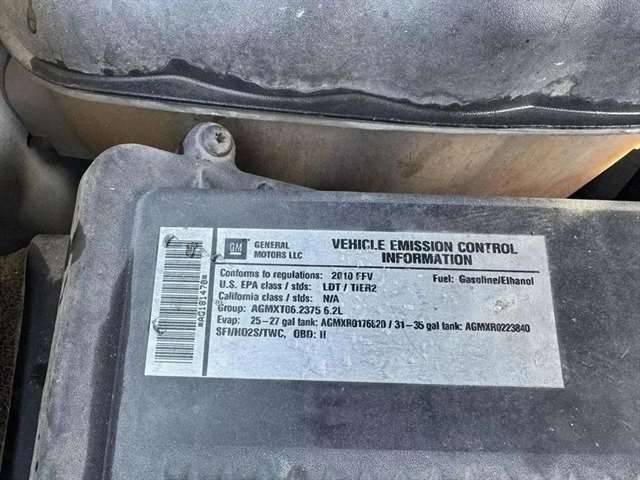 GM
GENERAL
MOTORS LLC
VEHICLE EMISSION CONTROL
INFORMATION
Conforms to regulations: 2010 FFV Fuel: Gasoline/Ethanol
U.S. EPA class / stds: LDT / TIER2
California class / stds: N/A
Group: AGMXT06.2375 6.2L
Evap: 25-27 gal tank: AGMXR0176820 / 31-35 gal tank: AGMXR0223840
SFI/HO2S/TWC, OBD: II
*AG181478*